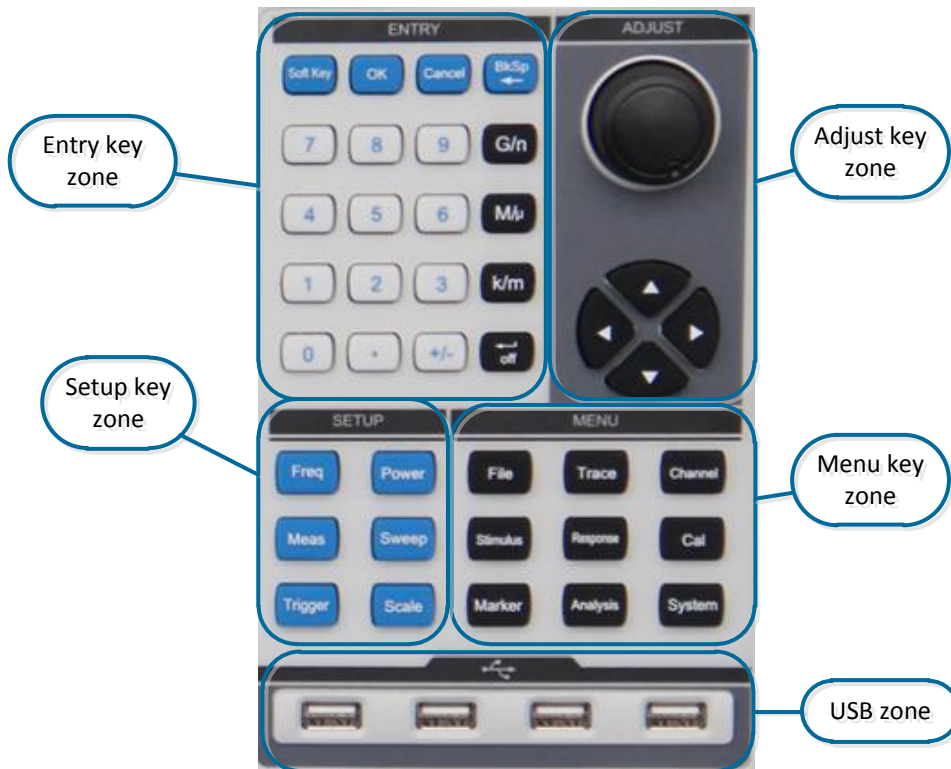 ENTRY
ADJUST
Soft Key OK Cancel BkSp
7 8 9 G/n
4 5 6 M/μ
1 2 3 k/m
0 . +/- off
Entry key
zone
Adjust key
zone
Setup key
zone
SETUP
MENU
Freq Power File Trace Channel
Meas Sweep Stimulus Response Cal
Trigger Scale Marker Analysis System
Menu key
zone
USB zone